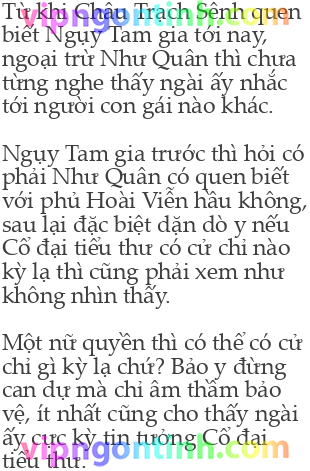 Từ khi Châu Trạch Sênh quen
biết Ngụy Tam gia tới nay,
ngoại trừ Như Quân thì chưa
từng nghe thấy ngài ấy nhắc
tới người con gái nào khác.
Ngụy Tam gia trước thì hỏi có
phải Như Quân có quen biết
với phủ Hoài Viễn hầu không,
sau lại đặc biệt dặn dò y nếu
Cổ đại tiểu thư có cử chỉ nào
kỳ lạ thì cũng phải xem như
không nhìn thấy.
Một nữ quyền thì có thể có cử
chỉ gì kỳ lạ chứ? Bảo y đừng
can dự mà chỉ âm thầm bảo
vệ, ít nhất cũng cho thấy ngài
ấy cực kỳ tin tưởng Cổ đại
tiểu thư.
vipngontinh.com
vipngontinh.com